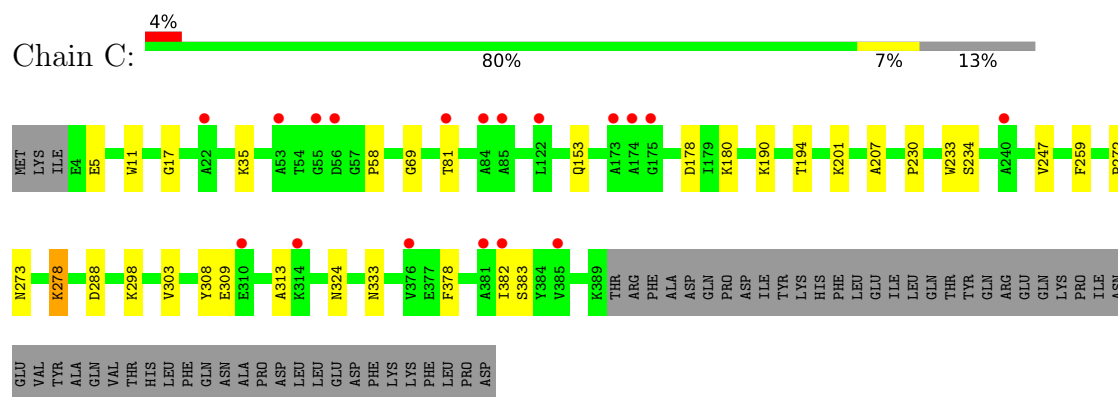 4%
Chain C:
80% 7% 13%
MET LYS ILE E4 E5 W11 G17 A22 K35 A53 T54 G55 D56 G57 P58 G69 T81 A84 A85 L122 Q153 A173 A174 G175 D178 I179 K180 K190 T194 K201 A207 P230 W233 S234 A240 V247 F259
N273 K278 D288 K298 V303 Y308 E309 E310 A313 K314 N324 N333 V376 E377 F378 A381 I382 S383 Y384 V385 K389 THR ARG PHE ALA ASP GLN PRO ASP ILE TYR LYS HIS PHE LEU GLU ILE LEU GLN THR TYR GLN ARG GLU GLN LYS PRO ILE ASN
GLU VAL TYR ALA GLN VAL THR HIS LEU PHE GLN ASN ALA PRO ASP LEU LEU GLU ASP PHE LYS LYS PHE LEU PRO ASP